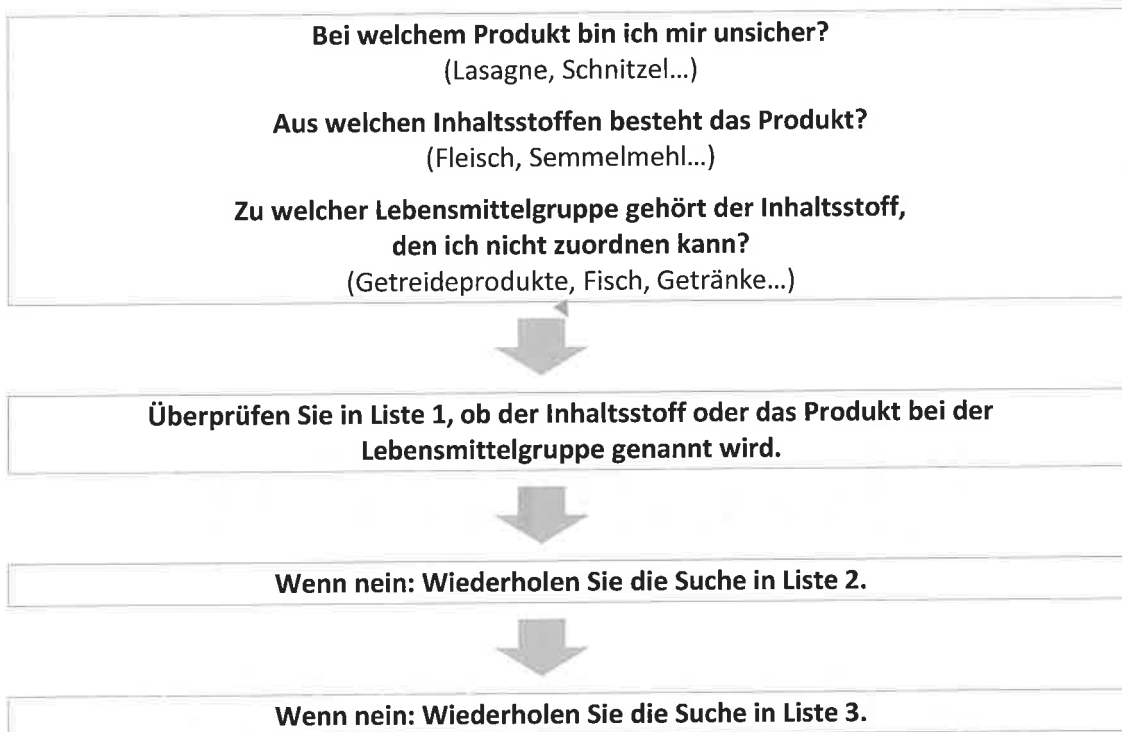 Bei welchem Produkt bin ich mir unsicher?
(Lasagne, Schnitzel...)
Aus welchen Inhaltsstoffen besteht das Produkt?
(Fleisch, Semmelmehl...)
Zu welcher Lebensmittelgruppe gehört der Inhaltsstoff,
den ich nicht zuordnen kann?
(Getreideprodukte, Fisch, Getränke...)
Überprüfen Sie in Liste 1, ob der Inhaltsstoff oder das Produkt bei der
Lebensmittelgruppe genannt wird.
Wenn nein: Wiederholen Sie die Suche in Liste 2.
Wenn nein: Wiederholen Sie die Suche in Liste 3.